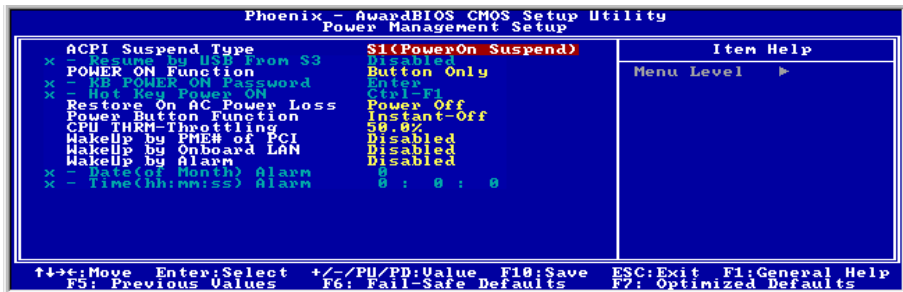 Phoenix - AwardBIOS CMOS Setup Utility
Power Management Setup
ACPI Suspend Type S1(PowerOn Suspend) Item Help
x - Resume by USB From S3 Disabled
POWER ON Function Button Only Menu Level ►
x - KB POWER ON Password Enter
x - Hot Key Power ON Ctrl-F1
Restore On AC Power Loss Power Off
Power Button Function Instant-Off
CPU THRM-Throttling 50.0%
WakeUp by PME# of PCI Disabled
WakeUp by Onboard LAN Disabled
WakeUp by Alarm Disabled
x - Date(of Month) Alarm 0
x - Time(hh:mm:ss) Alarm 0 : 0 : 0
↑↓→←:Move Enter:Select +/-/PU/PD:Value F10:Save ESC:Exit F1:General Help
F5: Previous Values F6: Fail-Safe Defaults F7: Optimized Defaults